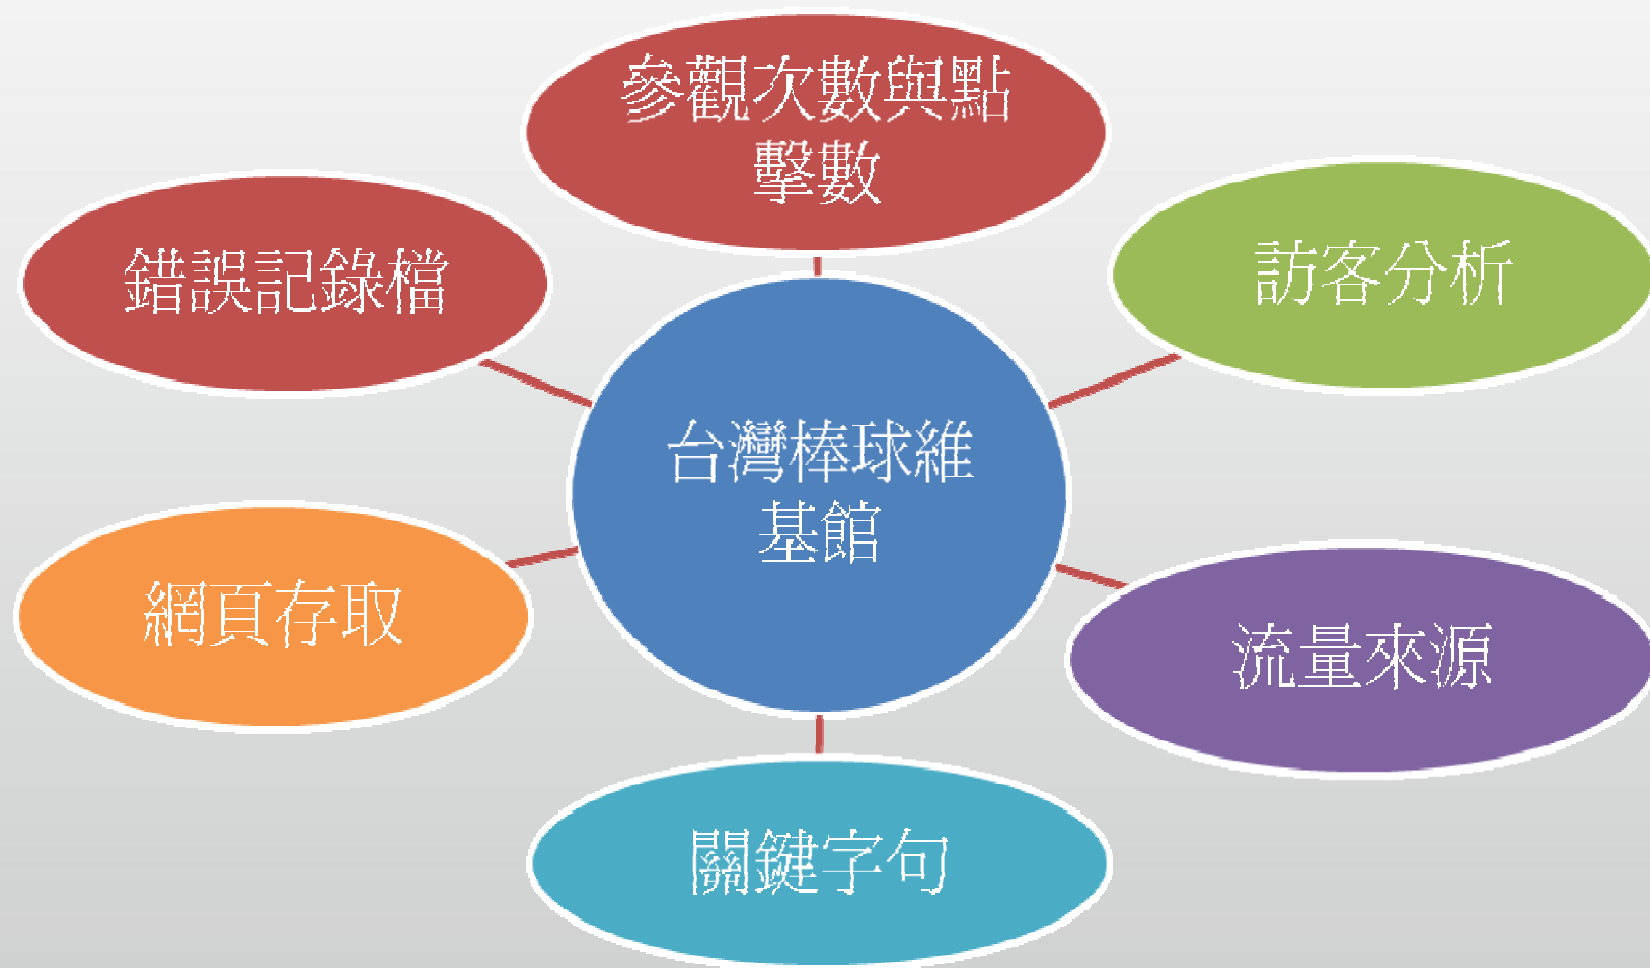 參觀次數與點
擊數
訪客分析
錯誤記錄檔
台灣棒球維
基館
網頁存取
流量來源
關鍵字句